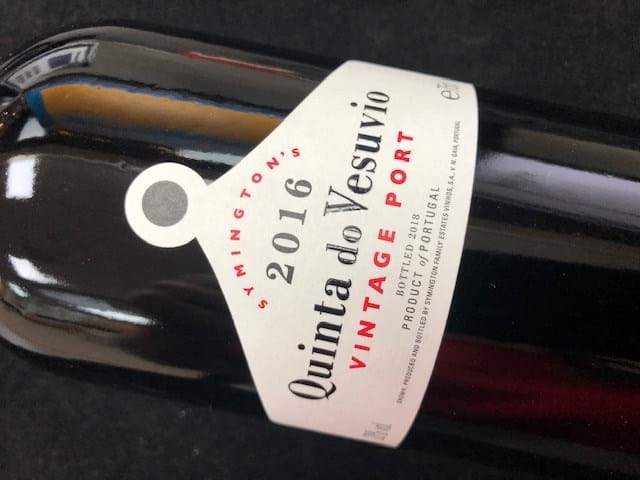 SYMINGTON'S
2016
Quinta do Vesuvio
VINTAGE PORT
BOTTLED 2018
PRODUCT of PORTUGAL
GROWN, PRODUCED AND BOTTLED BY SYMINGTON FAMILY ESTATES VINHOS, S.A., V. N. GAIA, PORTUGAL